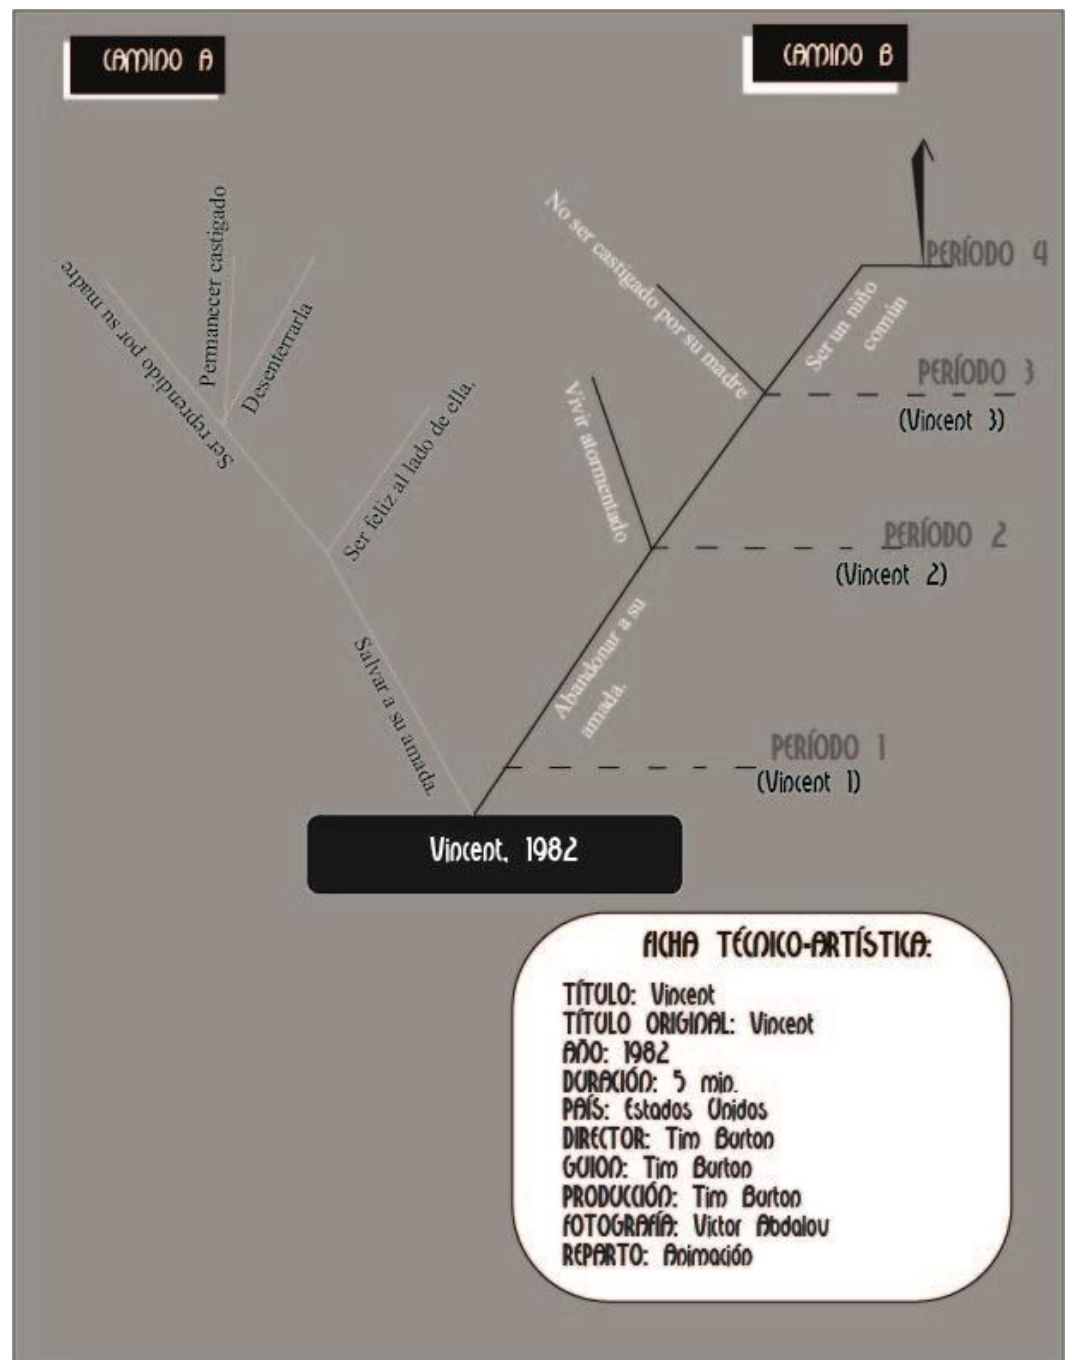 CAMINO A
CAMINO B
Ser reprendido por su madre
Permanecer castigado
Desenterrarla
Ser feliz al lado de ella.
Salvar a su amada.
No ser castigado por su madre
Vivir atormentado
Ser un niño
común
Abandonar a su
amada.
PERÍODO 4
PERÍODO 3
(Vincent 3)
PERÍODO 2
(Vincent 2)
PERÍODO 1
(Vincent 1)
Vincent, 1982
FICHA TÉCNICO-ARTÍSTICA:
TÍTULO: Vincent
TÍTULO ORIGINAL: Vincent
AÑO: 1982
DURACIÓN: 5 min.
PAÍS: Estados Unidos
DIRECTOR: Tim Burton
GUION: Tim Burton
PRODUCCIÓN: Tim Burton
FOTOGRAFÍA: Victor Abdalov
REPARTO: Animación